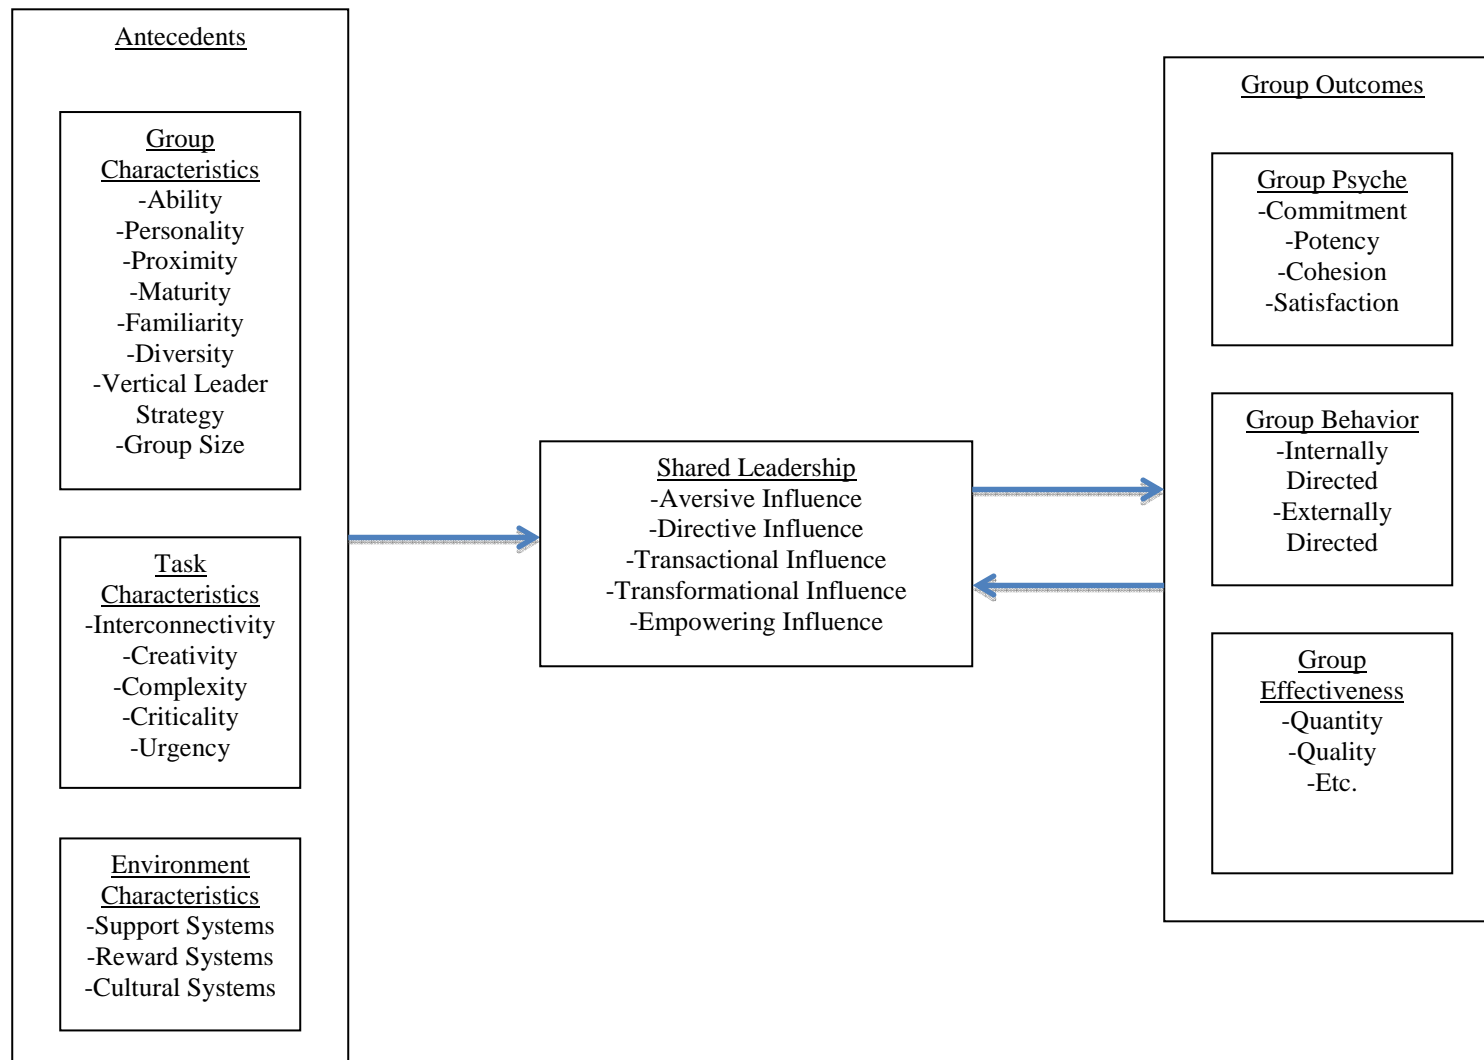 Antecedents
Group
Characteristics
-Ability
-Personality
-Proximity
-Maturity
-Familiarity
-Diversity
-Vertical Leader
Strategy
-Group Size
Task
Characteristics
-Interconnectivity
-Creativity
-Complexity
-Criticality
-Urgency
Environment
Characteristics
-Support Systems
-Reward Systems
-Cultural Systems
Shared Leadership
-Aversive Influence
-Directive Influence
-Transactional Influence
-Transformational Influence
-Empowering Influence
Group Outcomes
Group Psyche
-Commitment
-Potency
-Cohesion
-Satisfaction
Group Behavior
-Internally
Directed
-Externally
Directed
Group
Effectiveness
-Quantity
-Quality
-Etc.